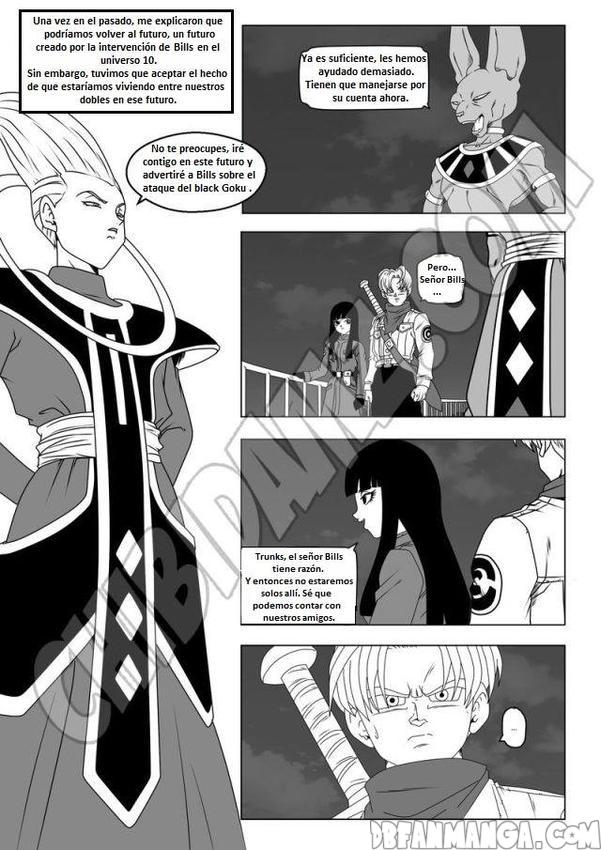 Una vez en el pasado, me explicaron que
podríamos volver al futuro, un futuro
creado por la intervención de Bills en el
universo 10.
Sin embargo, tuvimos que aceptar el hecho
de que estaríamos viviendo entre nuestros
dobles en ese futuro.
No te preocupes, iré
contigo en este futuro y
advertiré a Bills sobre el
ataque del black Goku .
Ya es suficiente, les hemos
ayudado demasiado.
Tienen que manejarse por
su cuenta ahora.
Pero...
Señor Bills
...
Trunks, el señor Bills
tiene razón.
Y entonces no estaremos
solos allí. Sé que
podemos contar con
nuestros amigos.
...
CHIBIDAMZ.COM
DBFANMANGA.COM